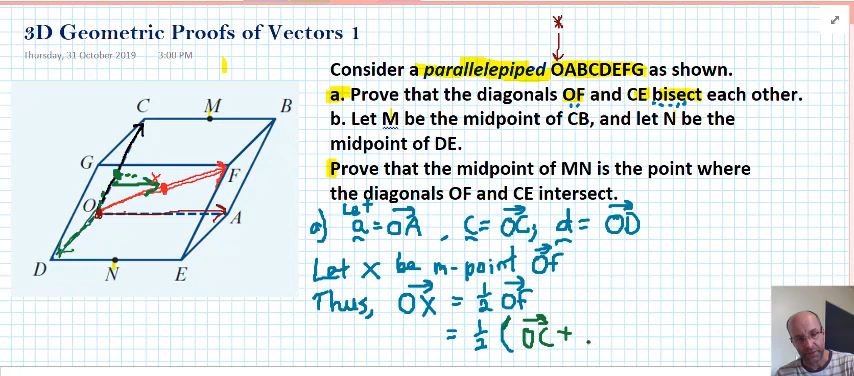 3D Geometric Proofs of Vectors 1
Thursday, 31 October 2019 3:00 PM
Consider a parallelepiped OABCDEFG as shown.
a. Prove that the diagonals OF and CE bisect each other.
b. Let M be the midpoint of CB, and let N be the
midpoint of DE.
Prove that the midpoint of MN is the point where
the diagonals OF and CE intersect.
C M B
G F
X
O A
D N E
a) Let a = OA, c = OC, d = OD
Let X be m-point OF
Thus, OX = 1/2 OF
= 1/2 ( OC +